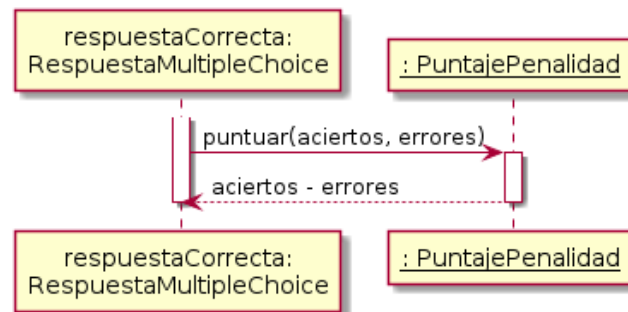 respuestaCorrecta:
RespuestaMultipleChoice
: PuntajePenalidad
puntuar(aciertos, errores)
aciertos - errores
respuestaCorrecta:
RespuestaMultipleChoice
: PuntajePenalidad